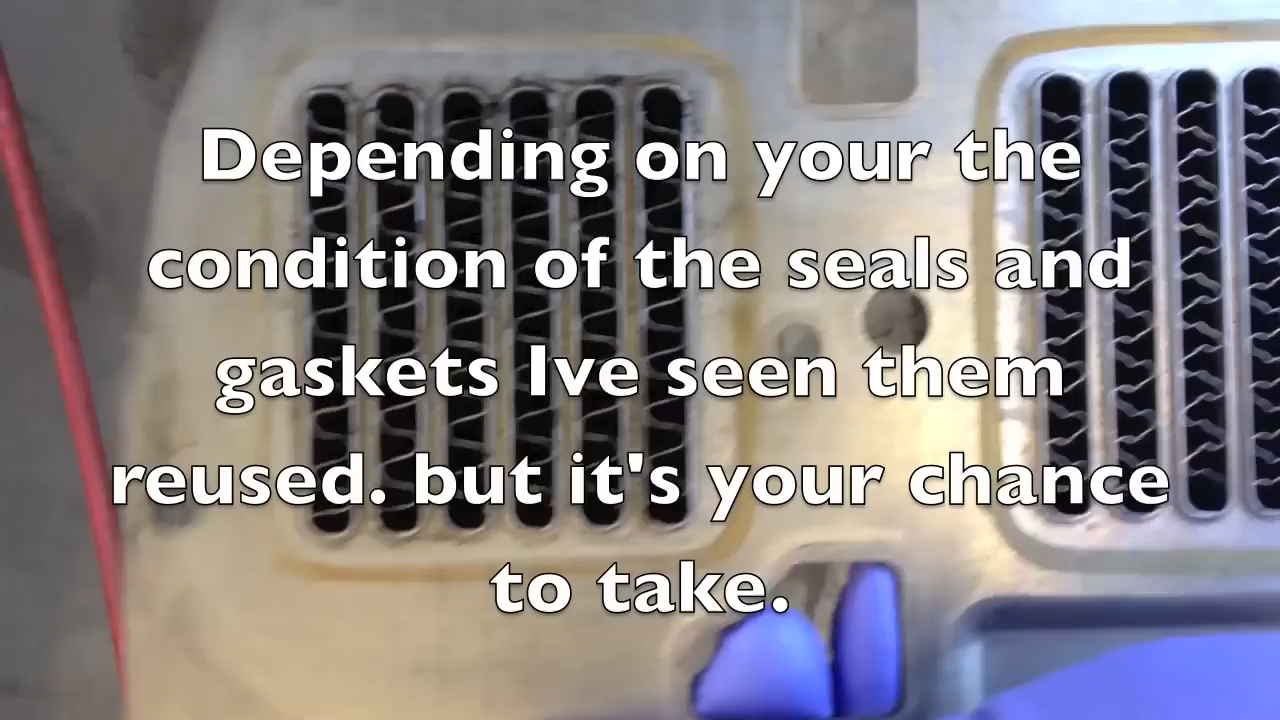 Depending on your the
condition of the seals and
gaskets Ive seen them
reused. but it's your chance
to take.